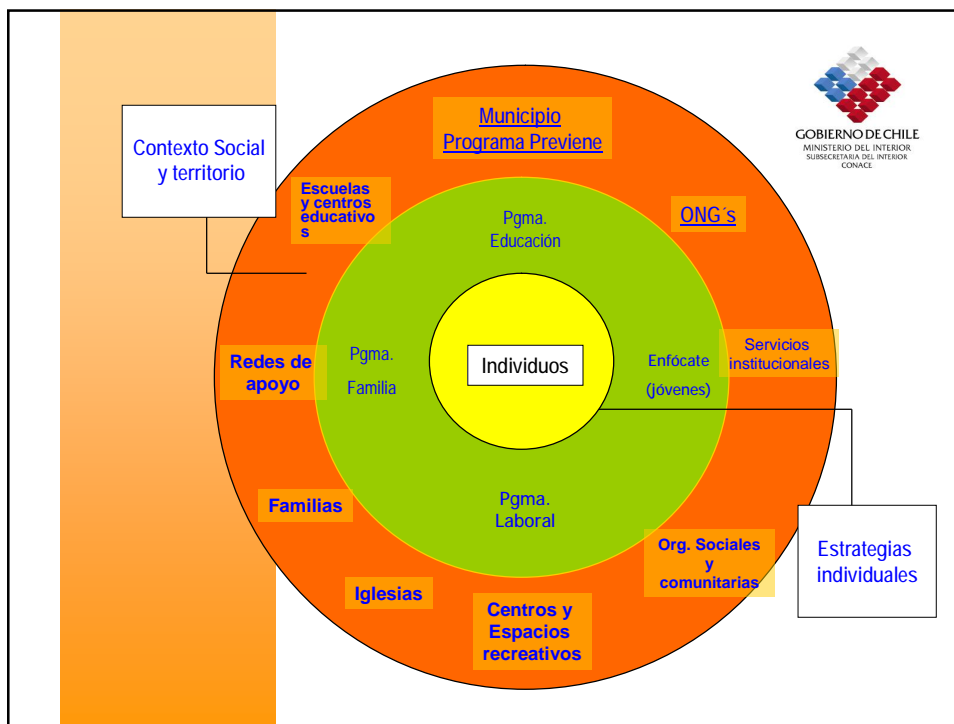 GOBIERNO DE CHILE
MINISTERIO DEL INTERIOR
SUBSECRETARIA DEL INTERIOR
CONACE
Contexto Social
y territorio
Municipio
Programa Previene
Escuelas
y centros
educativo
s
ONG´s
Pgma.
Educación
Redes de
apoyo
Pgma.
Familia
Individuos
Enfócate
(jóvenes)
Servicios
institucionales
Familias
Pgma.
Laboral
Org. Sociales
y
comunitarias
Estrategias
individuales
Iglesias
Centros y
Espacios
recreativos